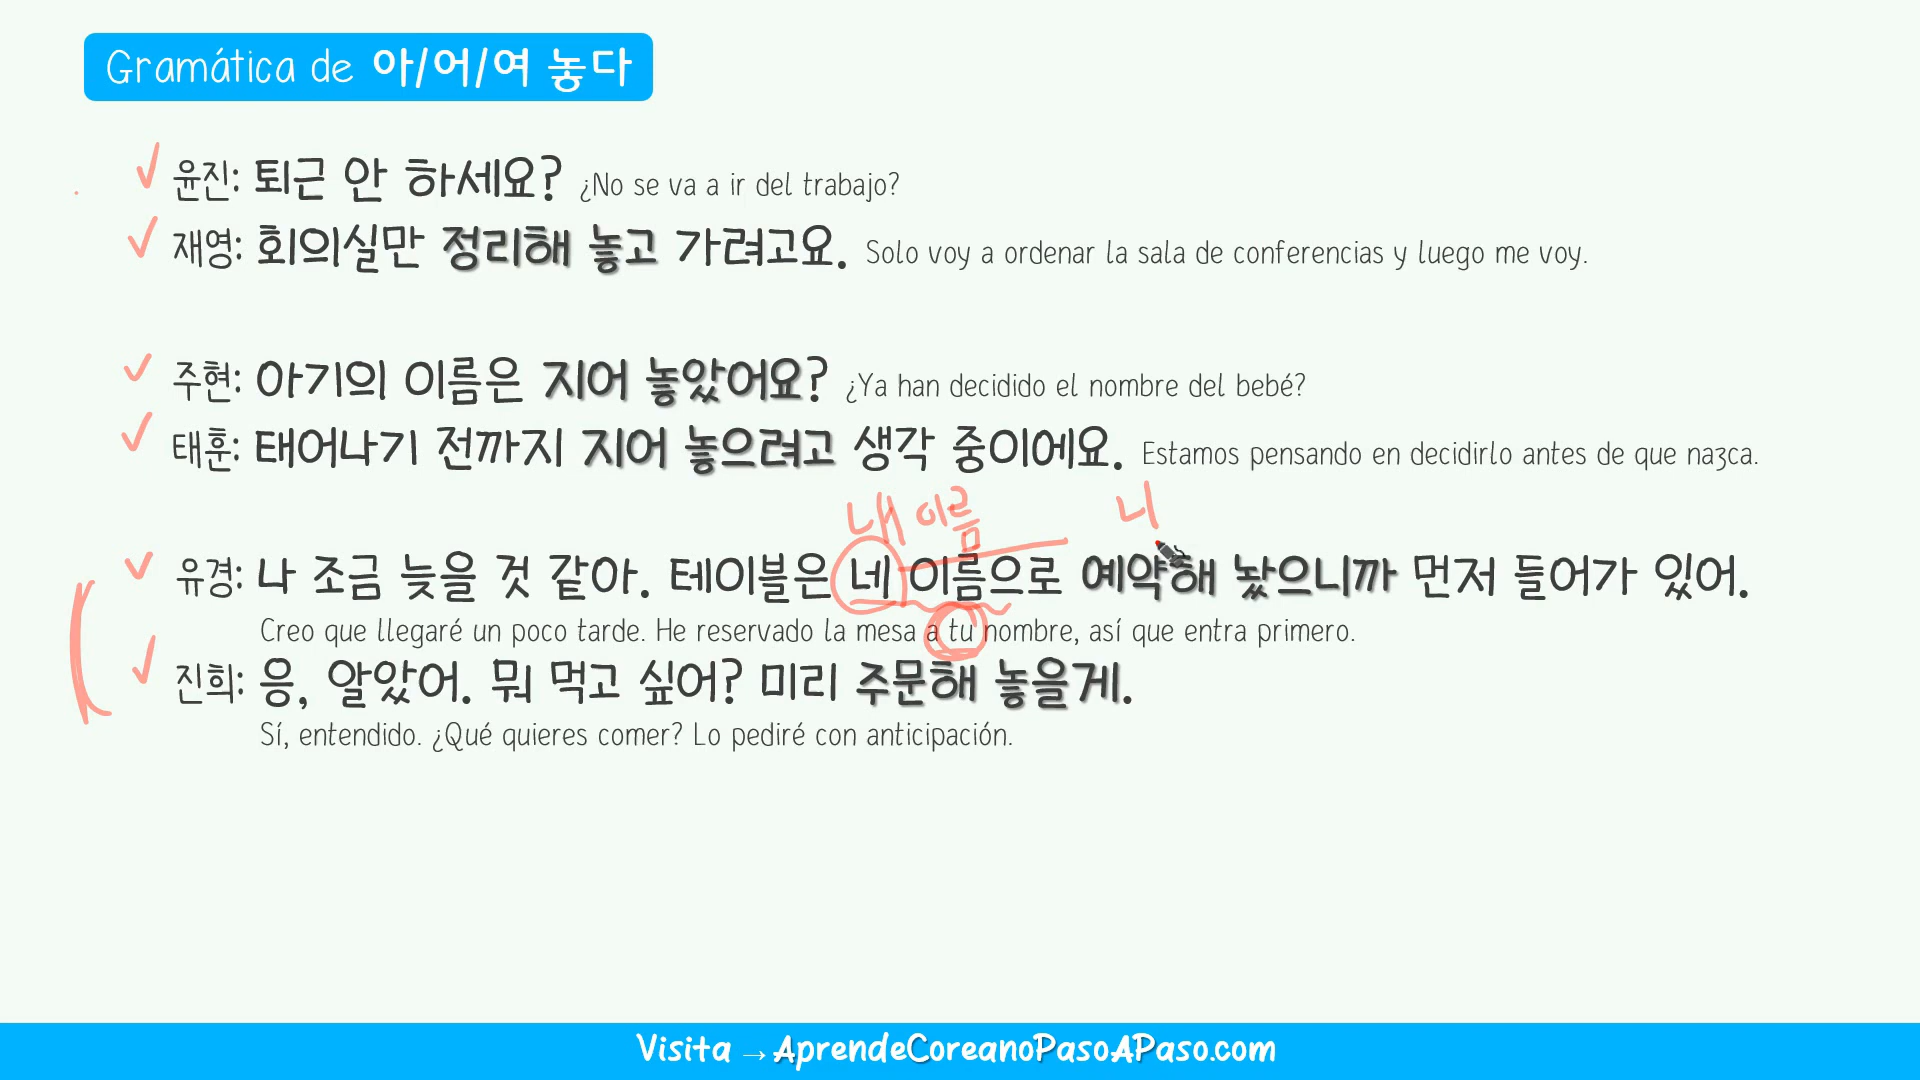 Gramática de 아/어/여 놓다
윤진: 퇴근 안 하세요? ¿No se va a ir del trabajo?
재영: 회의실만 정리해 놓고 가려고요. Solo voy a ordenar la sala de conferencias y luego me voy.
주현: 아기의 이름은 지어 놓았어요? ¿Ya han decidido el nombre del bebé?
태훈: 태어나기 전까지 지어 놓으려고 생각 중이에요. Estamos pensando en decidirlo antes de que nazca.
내 이름 니
유경: 나 조금 늦을 것 같아. 테이블은 네 이름으로 예약해 놨으니까 먼저 들어가 있어.
Creo que llegaré un poco tarde. He reservado la mesa a tu nombre, así que entra primero.
진희: 응, 알았어. 뭐 먹고 싶어? 미리 주문해 놓을게.
Sí, entendido. ¿Qué quieres comer? Lo pediré con anticipación.
Visita → AprendeCoreanoPasoAPaso.com